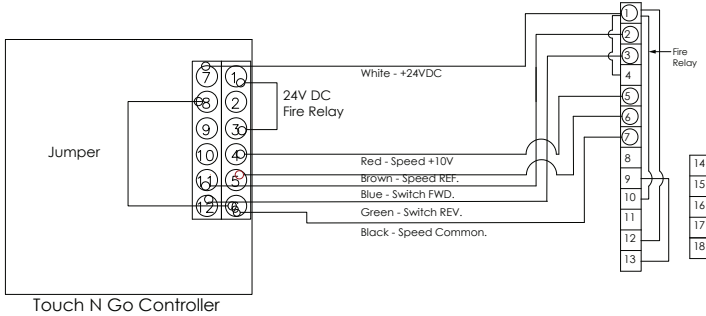 Jumper
7 1
8 2
9 3
10 4
11 5
12 6
24V DC
Fire Relay
White - +24VDC
Red - Speed +10V
Brown - Speed REF.
Blue - Switch FWD.
Green - Switch REV.
Black - Speed Common.
1
2
3
4
5
6
7
8
9
10
11
12
13
Fire
Relay
14
15
16
17
18
Touch N Go Controller